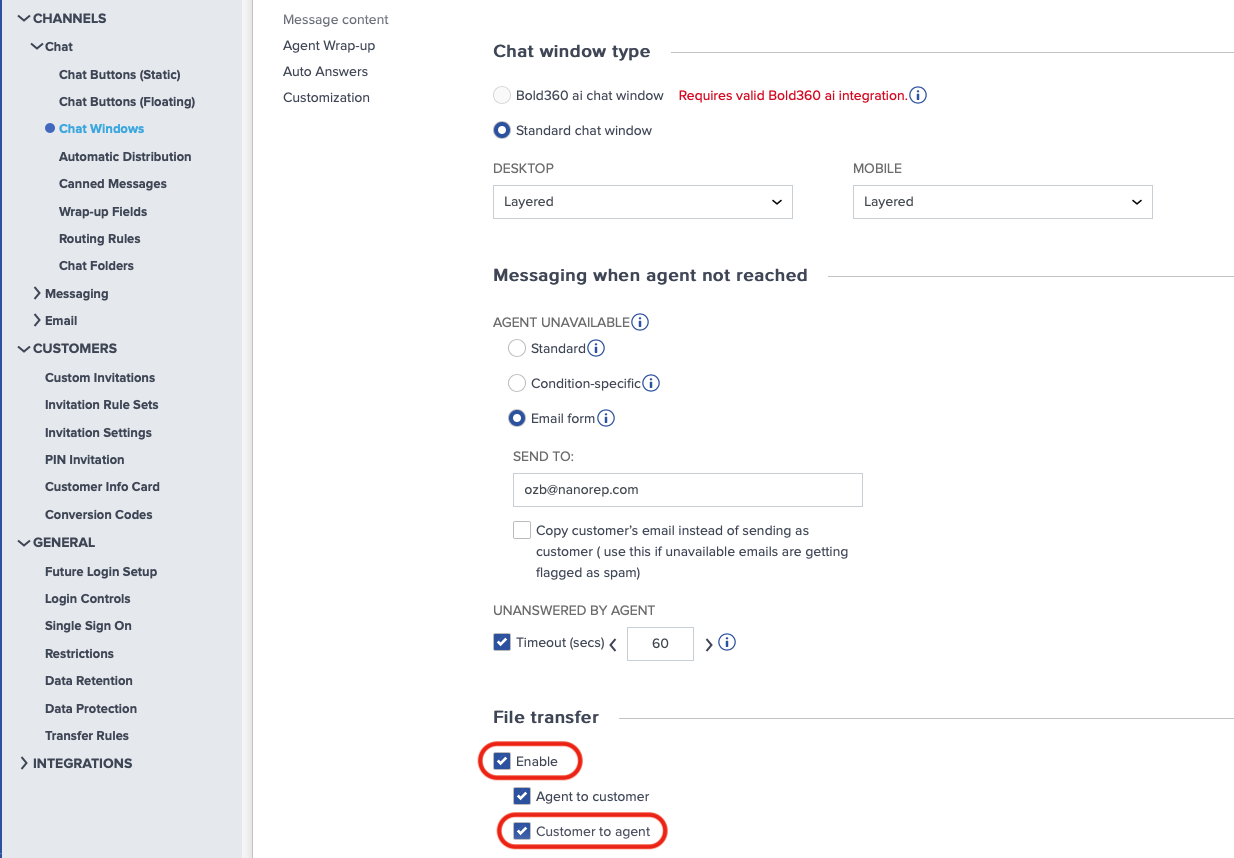 CHANNELS
Chat
Chat Buttons (Static)
Chat Buttons (Floating)
Chat Windows
Automatic Distribution
Canned Messages
Wrap-up Fields
Routing Rules
Chat Folders
Messaging
Email
CUSTOMERS
Custom Invitations
Invitation Rule Sets
Invitation Settings
PIN Invitation
Customer Info Card
Conversion Codes
GENERAL
Future Login Setup
Login Controls
Single Sign On
Restrictions
Data Retention
Data Protection
Transfer Rules
INTEGRATIONS
Message content
Agent Wrap-up
Auto Answers
Customization
Chat window type
Bold360 ai chat window Requires valid Bold360 ai integration.
Standard chat window
DESKTOP MOBILE
Layered Layered
Messaging when agent not reached
AGENT UNAVAILABLE
Standard
Condition-specific
Email form
SEND TO:
ozb@nanorep.com
Copy customer's email instead of sending as
customer ( use this if unavailable emails are getting
flagged as spam)
UNANSWERED BY AGENT
Timeout (secs) 60
File transfer
Enable
Agent to customer
Customer to agent